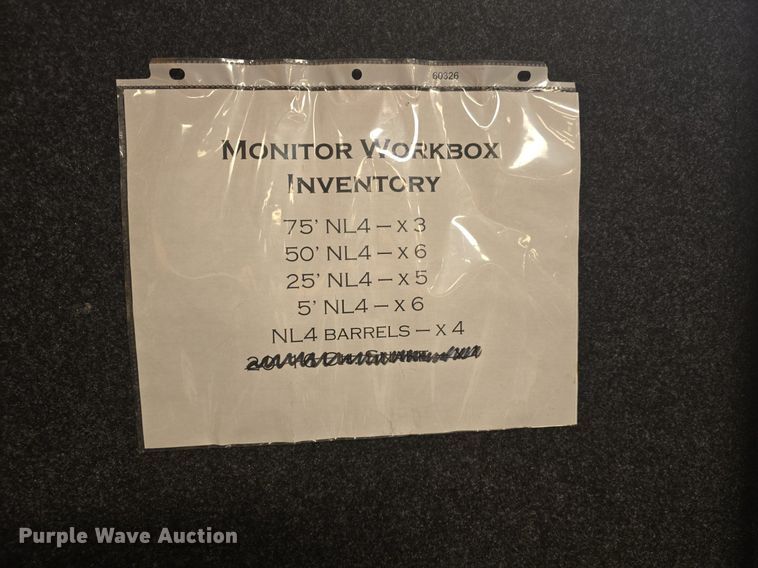 60326
MONITOR WORKBOX
INVENTORY
75' NL4 – X 3
50' NL4 – X 6
25' NL4 – X 5
5' NL4 – X 6
NL4 BARRELS – X 4
Purple Wave Auction